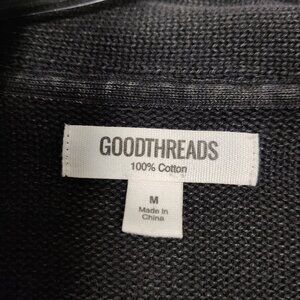 GOODTHREADS
100% Cotton
M
Made in
China